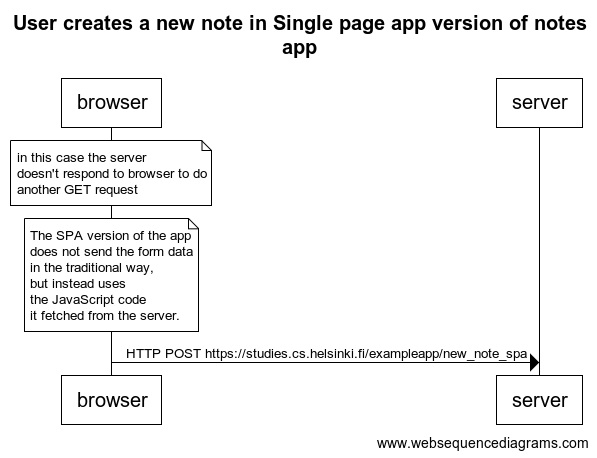 User creates a new note in Single page app version of notes
app
browser
server
in this case the server
doesn't respond to browser to do
another GET request
The SPA version of the app
does not send the form data
in the traditional way,
but instead uses
the JavaScript code
it fetched from the server.
HTTP POST https://studies.cs.helsinki.fi/exampleapp/new_note_spa
browser
server
www.websequencediagrams.com